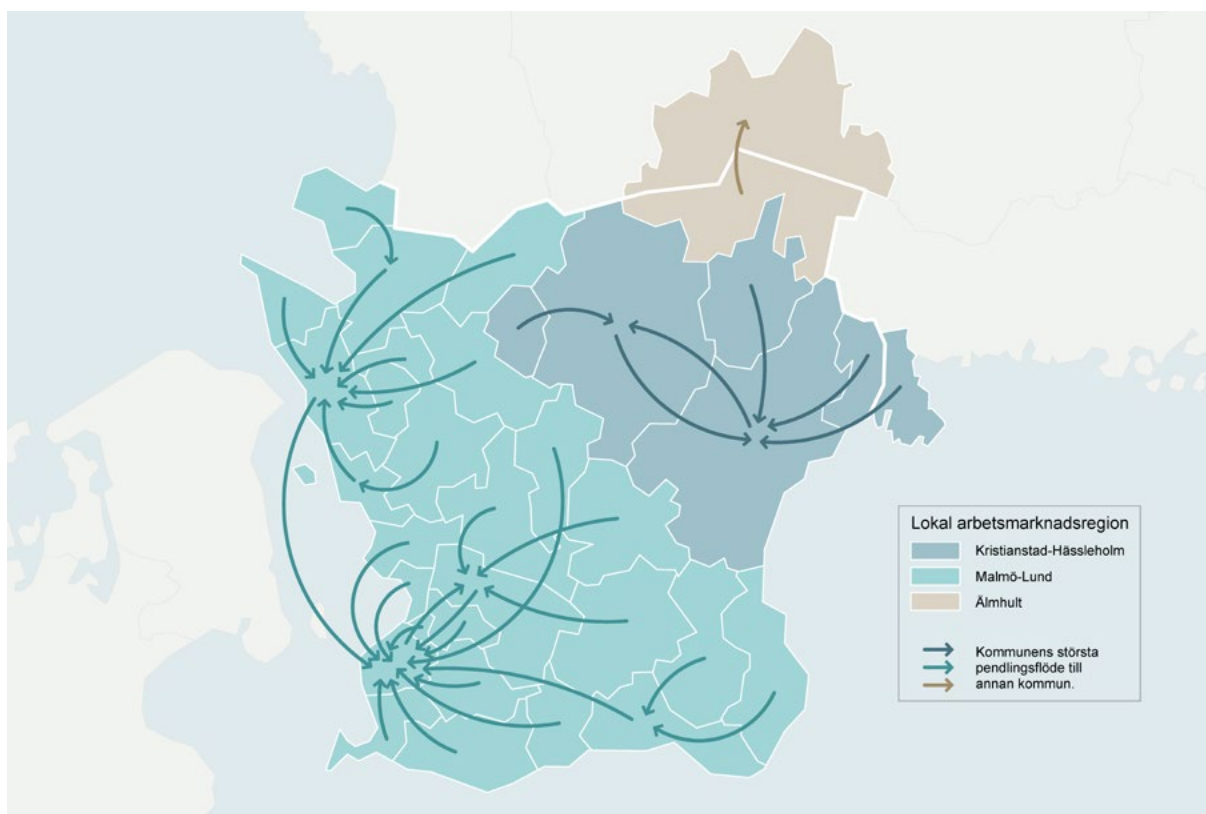 Lokal arbetsmarknadsregion
Kristianstad-Hässleholm
Malmö-Lund
Älmhult
Kommunens största
pendlingsflöde till
annan kommun.